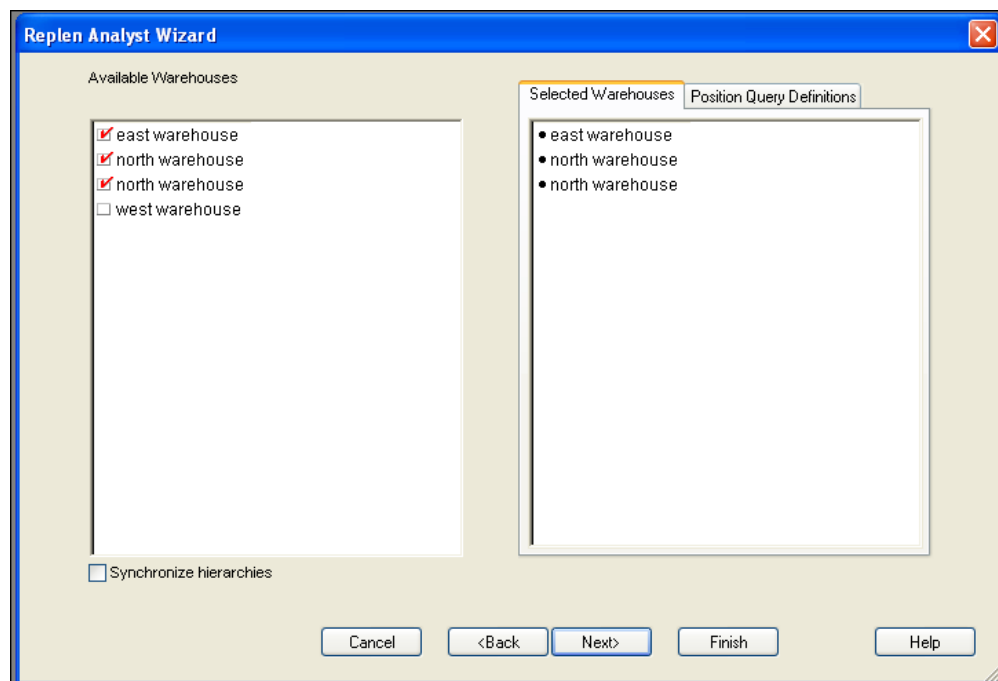 Replen Analyst Wizard
Available Warehouses
east warehouse
north warehouse
north warehouse
west warehouse
Synchronize hierarchies
Selected Warehouses Position Query Definitions
• east warehouse
• north warehouse
• north warehouse
Cancel <Back Next> Finish Help